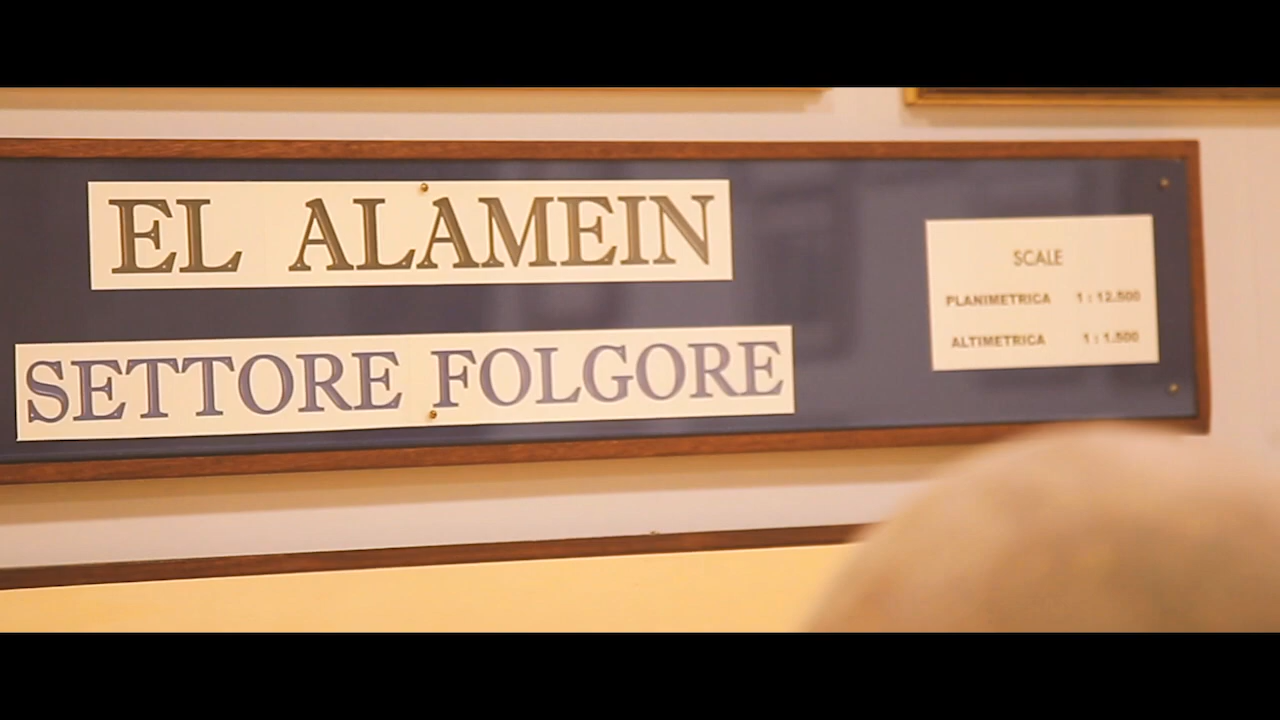 EL ALAMEIN
SETTORE FOLGORE
SCALE
PLANIMETRICA 1 : 12.500
ALTIMETRICA 1 : 1.500